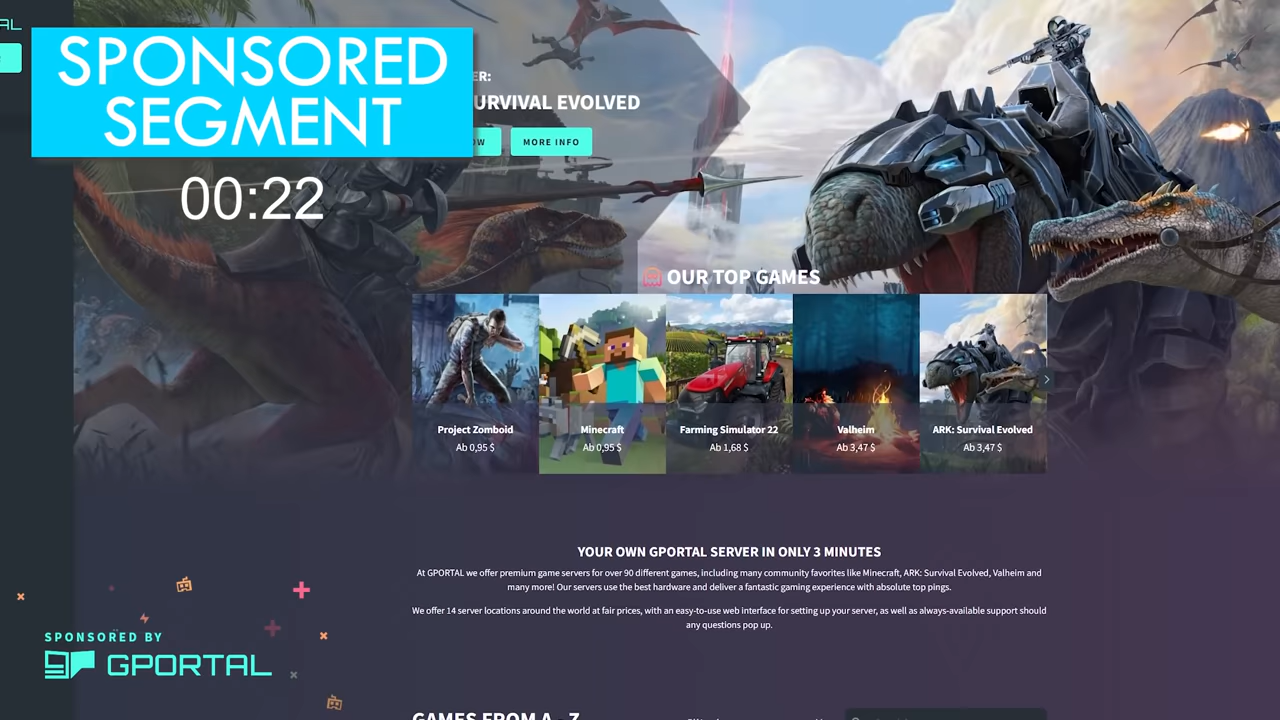 AL
SPONSORED
SEGMENT
ER:
URVIVAL EVOLVED
OW
MORE INFO
00:22
OUR TOP GAMES
Project Zomboid
Ab 0,95 $
Minecraft
Ab 0,95 $
Farming Simulator 22
Ab 1,68 $
Valheim
Ab 3,47 $
ARK: Survival Evolved
Ab 3,47 $
YOUR OWN GPORTAL SERVER IN ONLY 3 MINUTES
At GPORTAL we offer premium game servers for over 90 different games, including many community favorites like Minecraft, ARK: Survival Evolved, Valheim and
many more! Our servers use the best hardware and deliver a fantastic gaming experience with absolute top pings.
We offer 14 server locations around the world at fair prices, with an easy-to-use web interface for setting up your server, as well as always-available support should
any questions pop up.
SPONSORED BY
GPORTAL
GAMES FROM A - Z